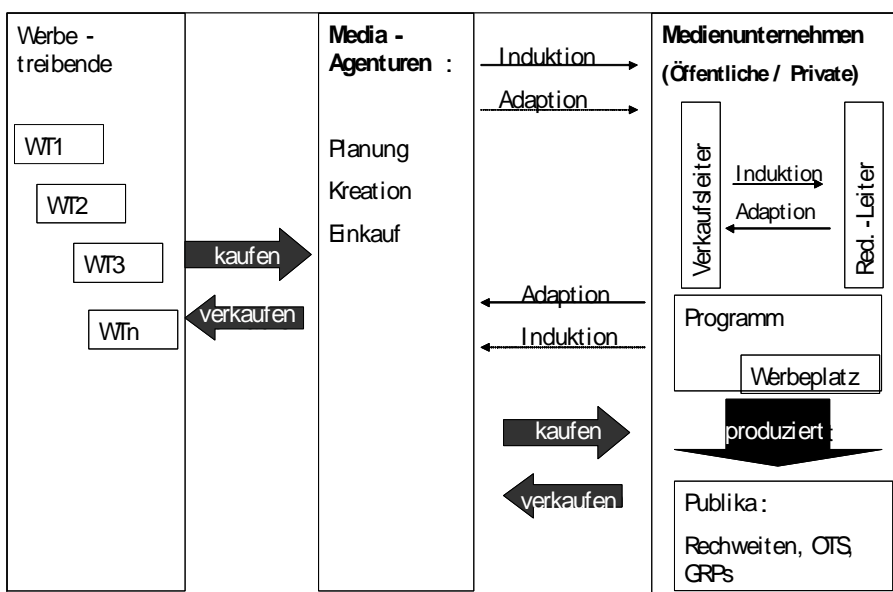 Werbe -
treibende
WT1
WT2
WT3
WTn
kaufen
verkaufen
Media -
Agenturen :
Planung
Kreation
Einkauf
Induktion
Adaption
Adaption
Induktion
kaufen
verkaufen
Medienunternehmen
(Öffentliche / Private)
Verkaufsleiter
Induktion
Adaption
Red. - Leiter
Programm
Werbeplatz
produziert
Publika :
Rechweiten, OTS,
GRPs